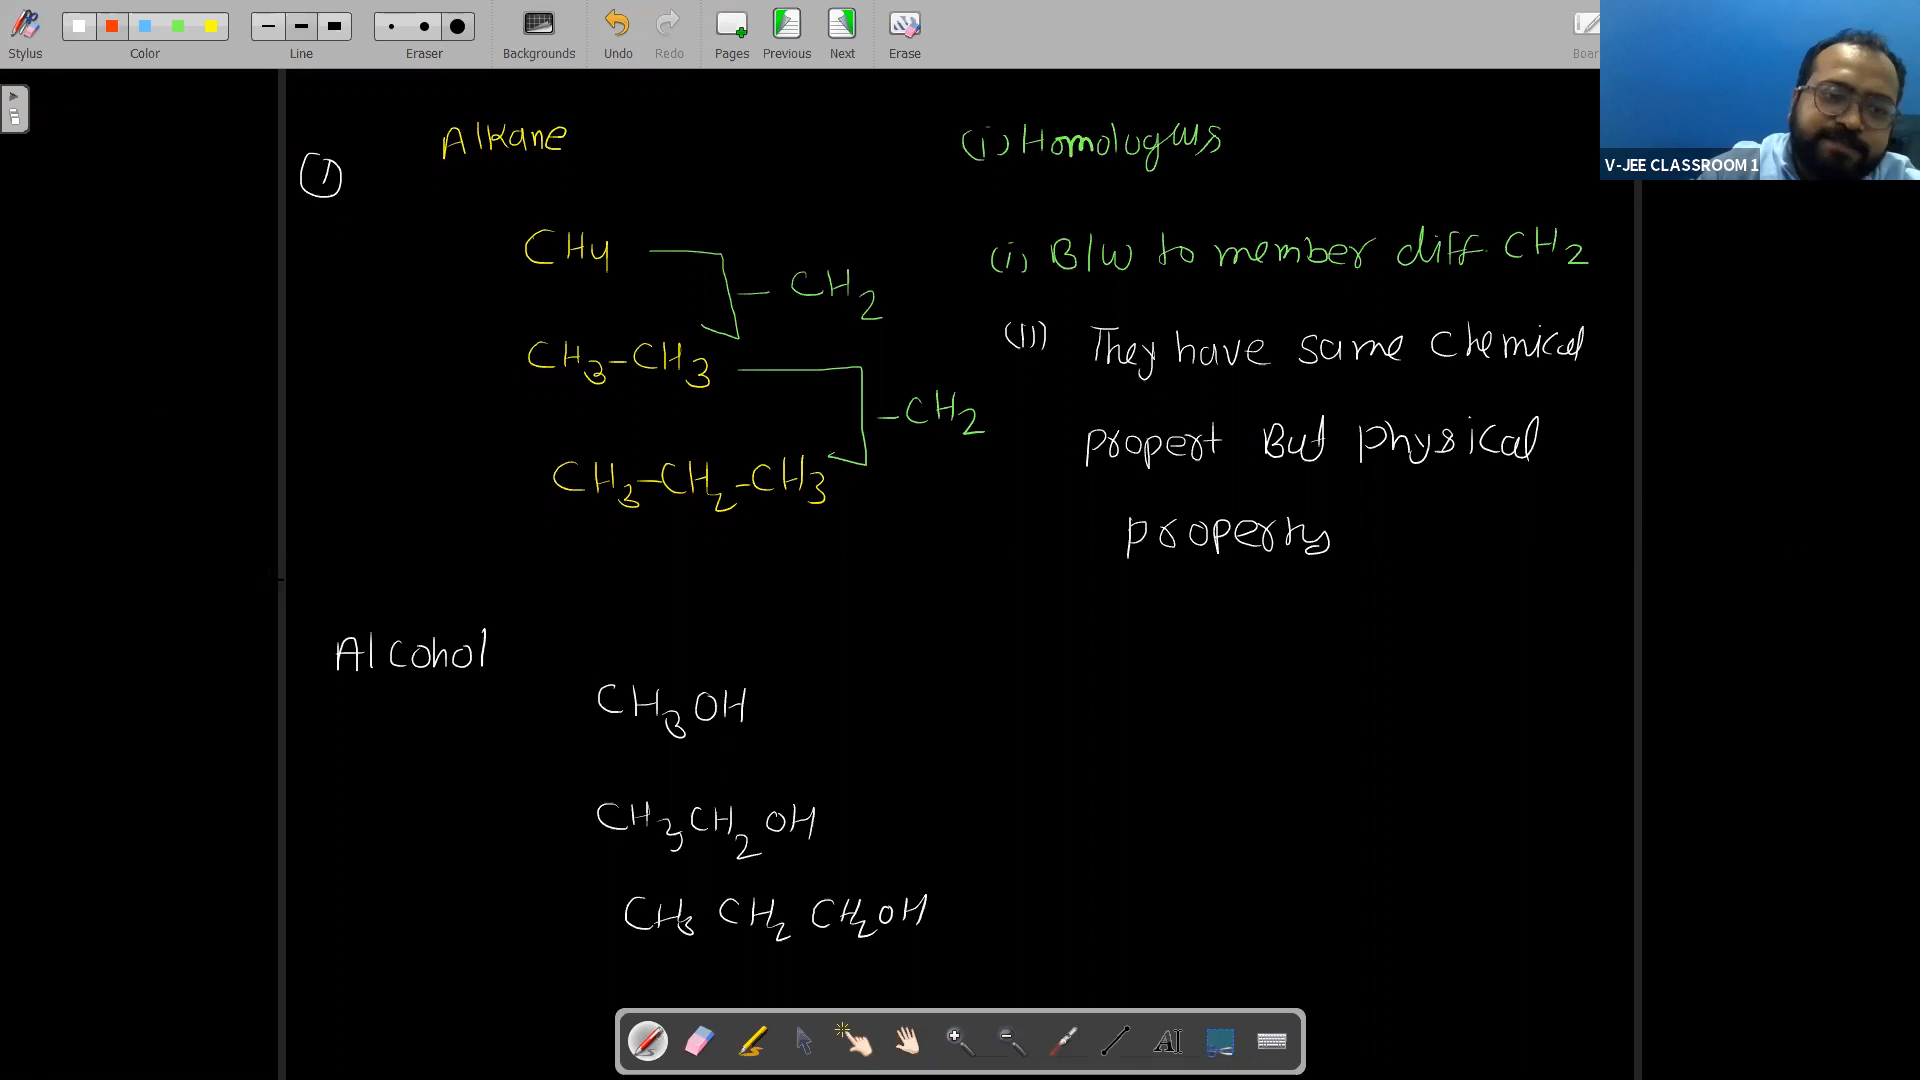 Stylus Color Line Eraser Backgrounds Undo Redo Pages Previous Next Erase Boar
V-JEE CLASSROOM 1
Alkane
(i) Homologus
①
CH4
CH2
(i) B/W to member diff CH2
CH3-CH3
(II) They have same chemical
-CH2
propert But physical
CH3-CH2-CH3
property
Alcohol
CH3OH
CH3CH2OH
CH3 CH2 CH2OH